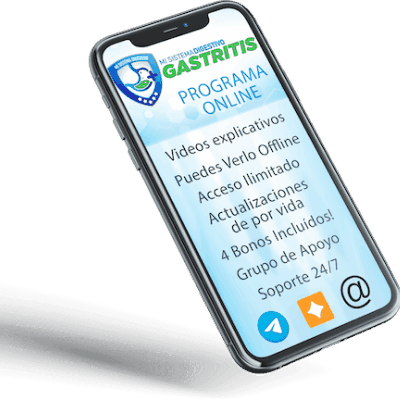 MI SISTEMA DIGESTIVO
GASTRITIS
PROGRAMA
ONLINE
Videos explicativos
Puedes Verlo Offline
Acceso Ilimitado
Actualizaciones
de por vida
4 Bonos Incluidos!
Grupo de Apoyo
Soporte 24/7
@